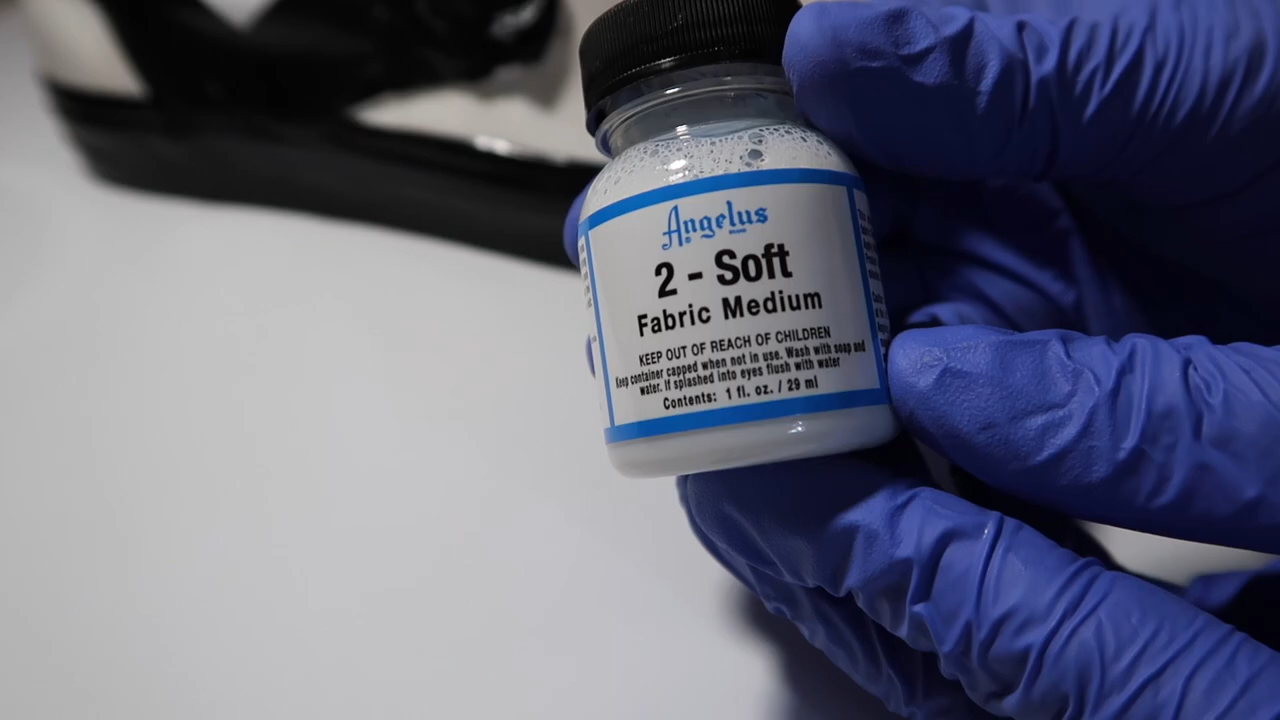 Angelus
2 - Soft
Fabric Medium
KEEP OUT OF REACH OF CHILDREN
Keep container capped when not in use. Wash with soap and
water. If splashed into eyes flush with water
Contents: 1 fl. oz. / 29 ml